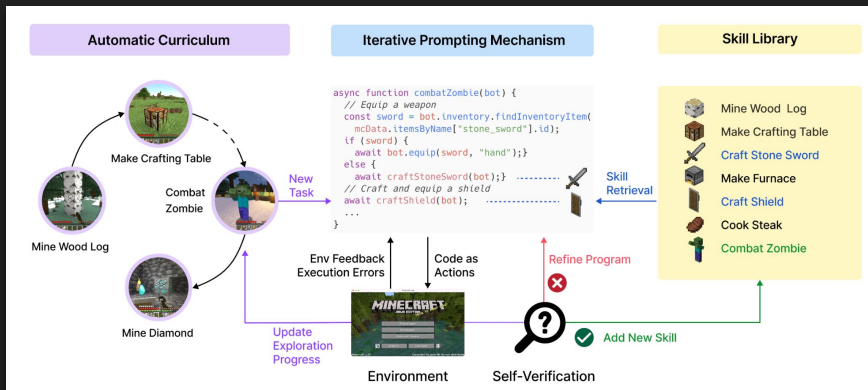 Automatic Curriculum
Make Crafting Table
Combat
Zombie
Mine Wood Log
Mine Diamond
New
Task
Update
Exploration
Progress
Iterative Prompting Mechanism
async function combatZombie(bot) {
// Equip a weapon
const sword = bot.inventory.findInventoryItem(
mcData.itemsByName["stone_sword"].id);
if (sword) {
await bot.equip(sword, "hand");}
else {
await craftStoneSword(bot);}
// Craft and equip a shield
await craftShield(bot);
...
}
Env Feedback
Execution Errors
Code as
Actions
Refine Program
MINECRAFT
Environment
Self-Verification
?
Add New Skill
Skill
Retrieval
Skill Library
Mine Wood Log
Make Crafting Table
Craft Stone Sword
Make Furnace
Craft Shield
Cook Steak
Combat Zombie